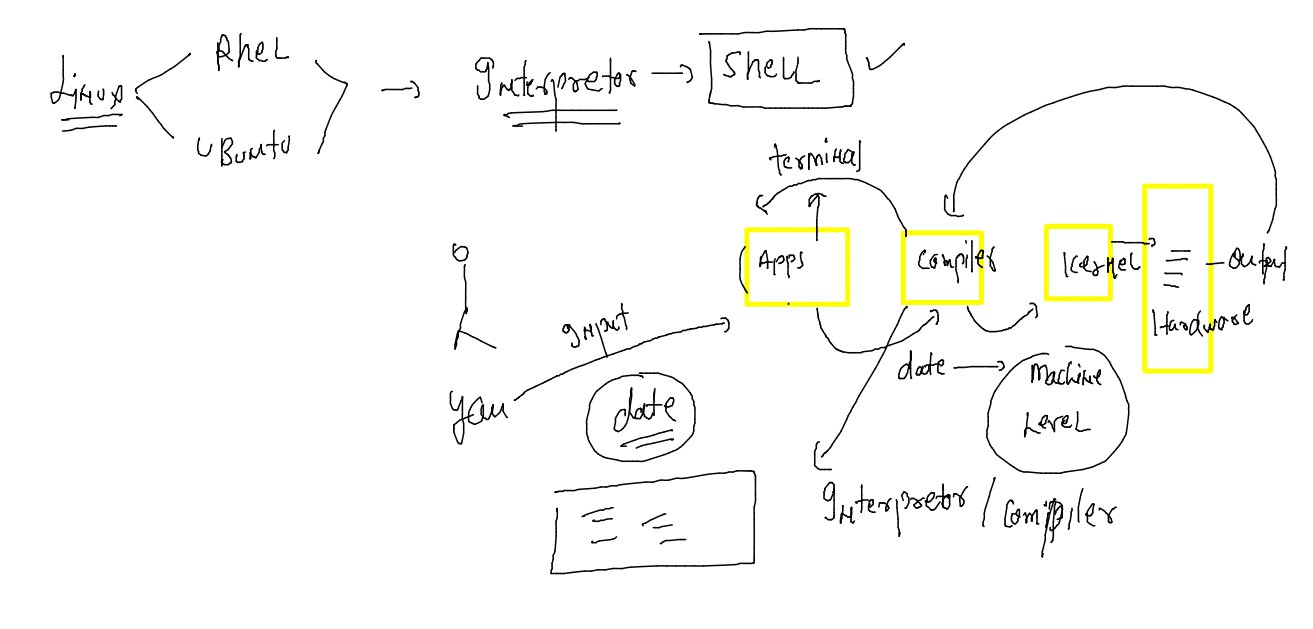 Linux
RheL
UBuntu
Interpretor
Shell
terminal
Apps
Compiler
Kernel
Hardware
Output
Input
You
date
date
Machine
Level
Interpretor / Compiler